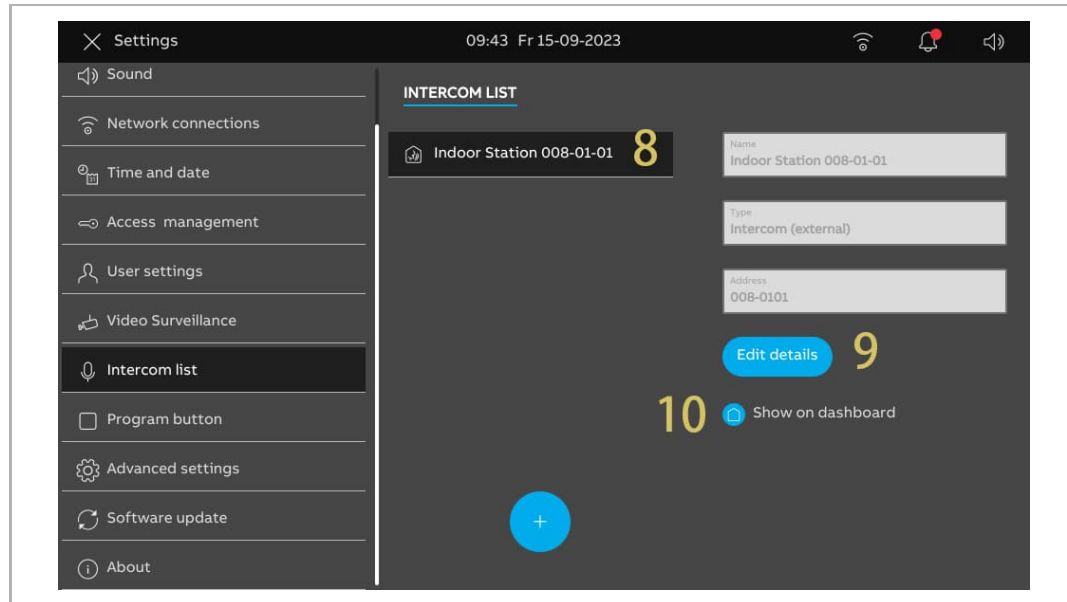 Settings
09:43 Fr 15-09-2023
Sound
Network connections
Time and date
Access management
User settings
Video Surveillance
Intercom list
Program button
Advanced settings
Software update
About
INTERCOM LIST
Indoor Station 008-01-01
8
Name
Indoor Station 008-01-01
Type
Intercom (external)
Address
008-0101
Edit details
9
10
Show on dashboard
+